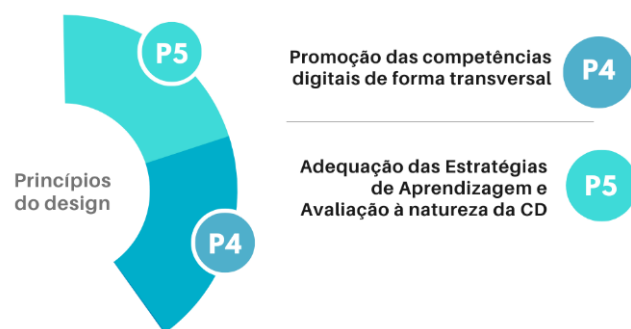 P5
Princípios
do design
P4
Promoção das competências
digitais de forma transversal
P4
Adequação das Estratégias
de Aprendizagem e
Avaliação à natureza da CD
P5